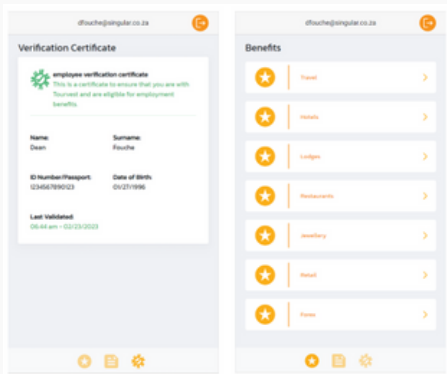 dfouche@singular.co.za
Verification Certificate
employee verification certificate
This is a certificate to ensure that you are with
Tourvest and are eligible for employment
benefits
Name: Surname:
Dean Fouche
ID Number/Passport: Date of Birth:
1234567890123 01/27/1996
Last Validated:
06:44 am - 02/23/2023
dfouche@singular.co.za
Benefits
Travel
Hotels
Lodges
Restaurants
Jewellery
Retail
Forex